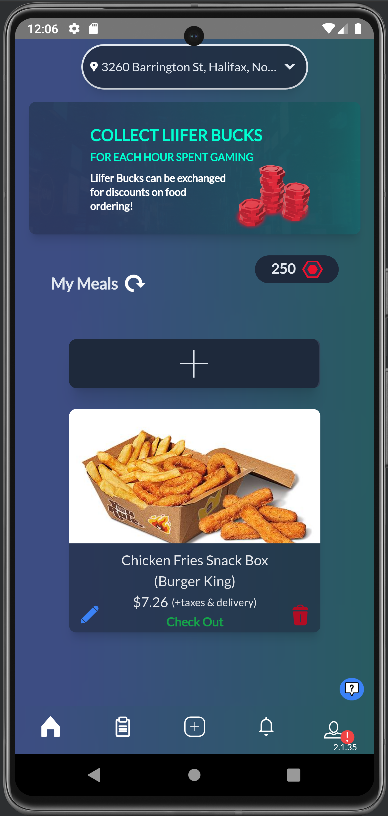 12:06
3260 Barrington St, Halifax, No...
COLLECT LIIFER BUCKS
FOR EACH HOUR SPENT GAMING
Liifer Bucks can be exchanged
for discounts on food
ordering!
250
My Meals
Chicken Fries Snack Box
(Burger King)
$7.26 (+taxes & delivery)
Check Out
?
!
2.1.35